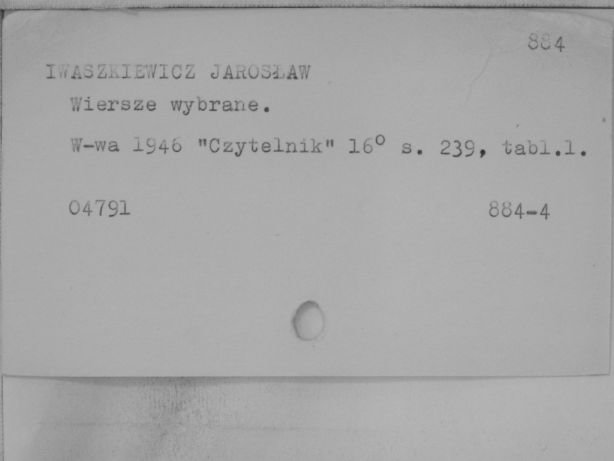 884
IWASZKIEWICZ JAROSŁAW
Wiersze wybrane.
W-wa 1946 "Czytelnik" 16° s. 239, tabl.1.
04791 884-4